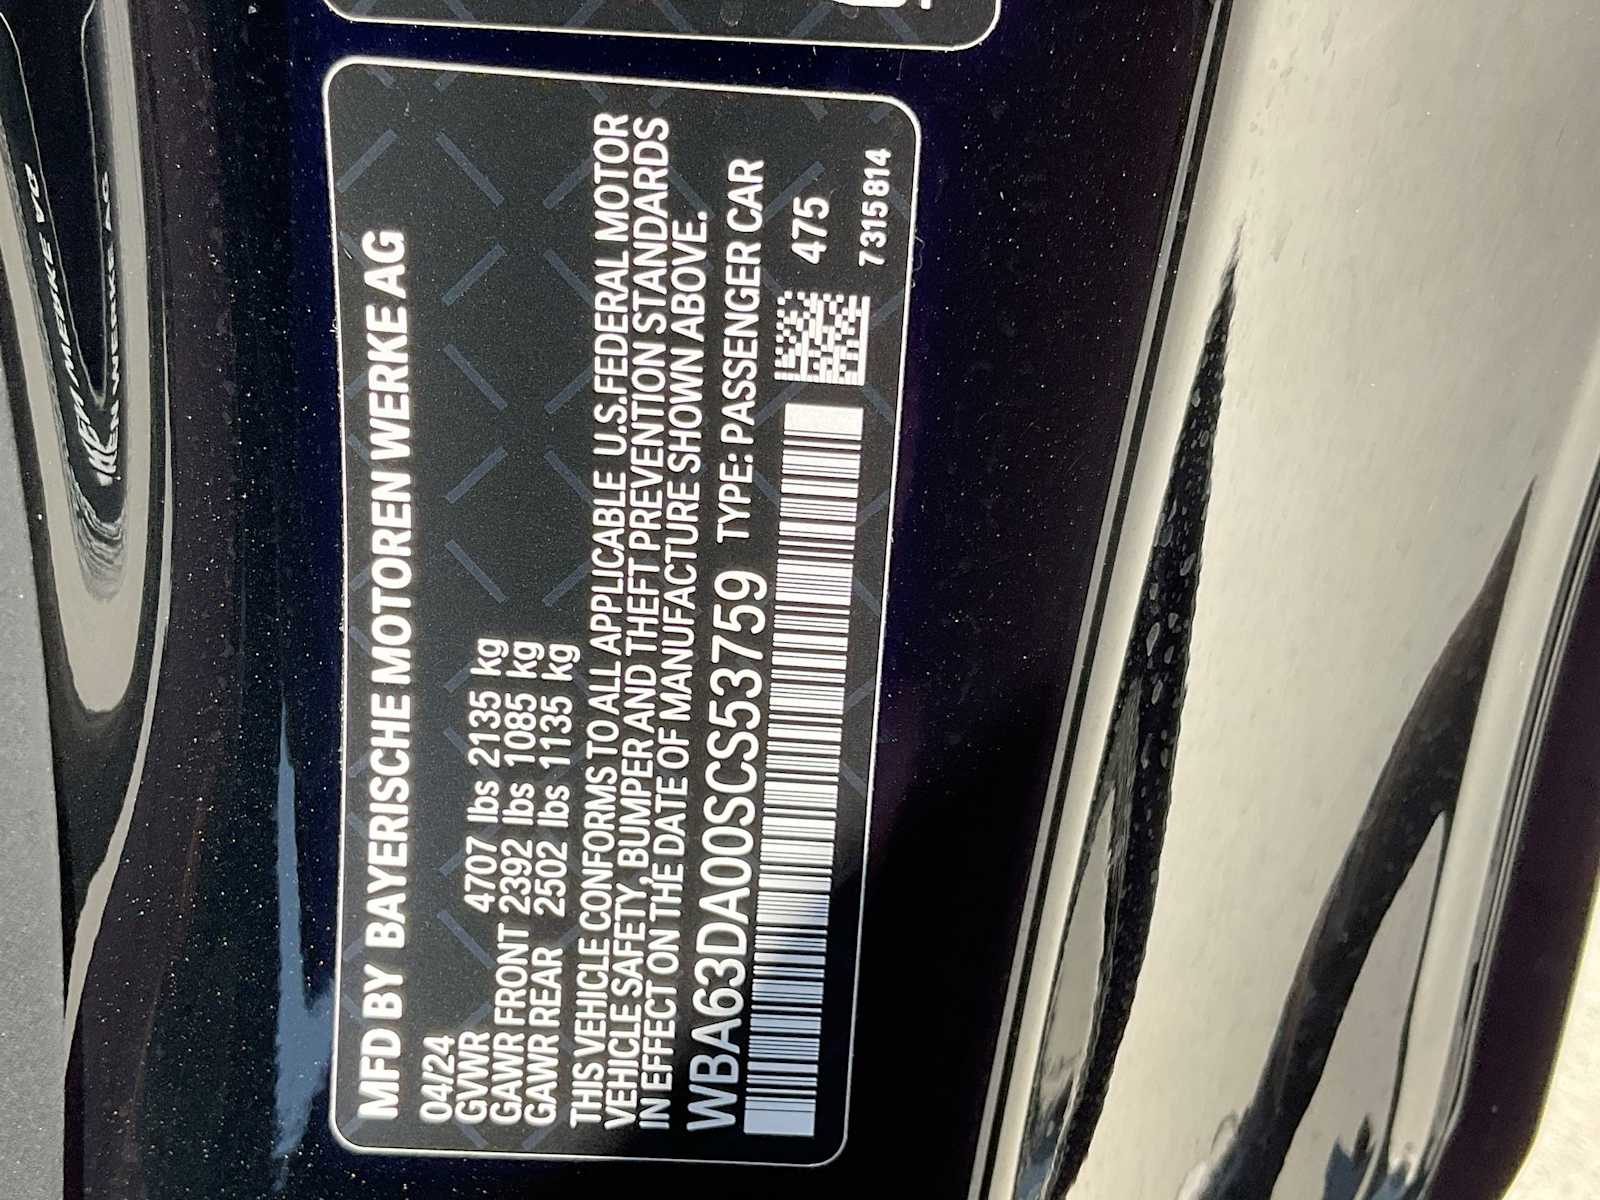 MFD BY BAYERISCHE MOTOREN WERKE AG
04/24
GVWR 4707 lbs 2135 kg
GAWR FRONT 2392 lbs 1085 kg
GAWR REAR 2502 lbs 1135 kg
THIS VEHICLE CONFORMS TO ALL APPLICABLE U.S.FEDERAL MOTOR
VEHICLE SAFETY, BUMPER AND THEFT PREVENTION STANDARDS
IN EFFECT ON THE DATE OF MANUFACTURE SHOWN ABOVE.
WBA63DA00SCS53759 TYPE: PASSENGER CAR
475
7315814